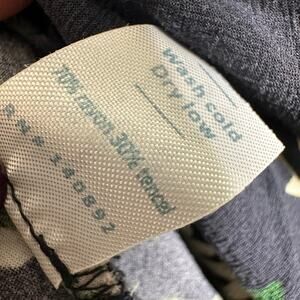 Wash cold
Dry low
70% rayon 30% tencel
RN# 140892